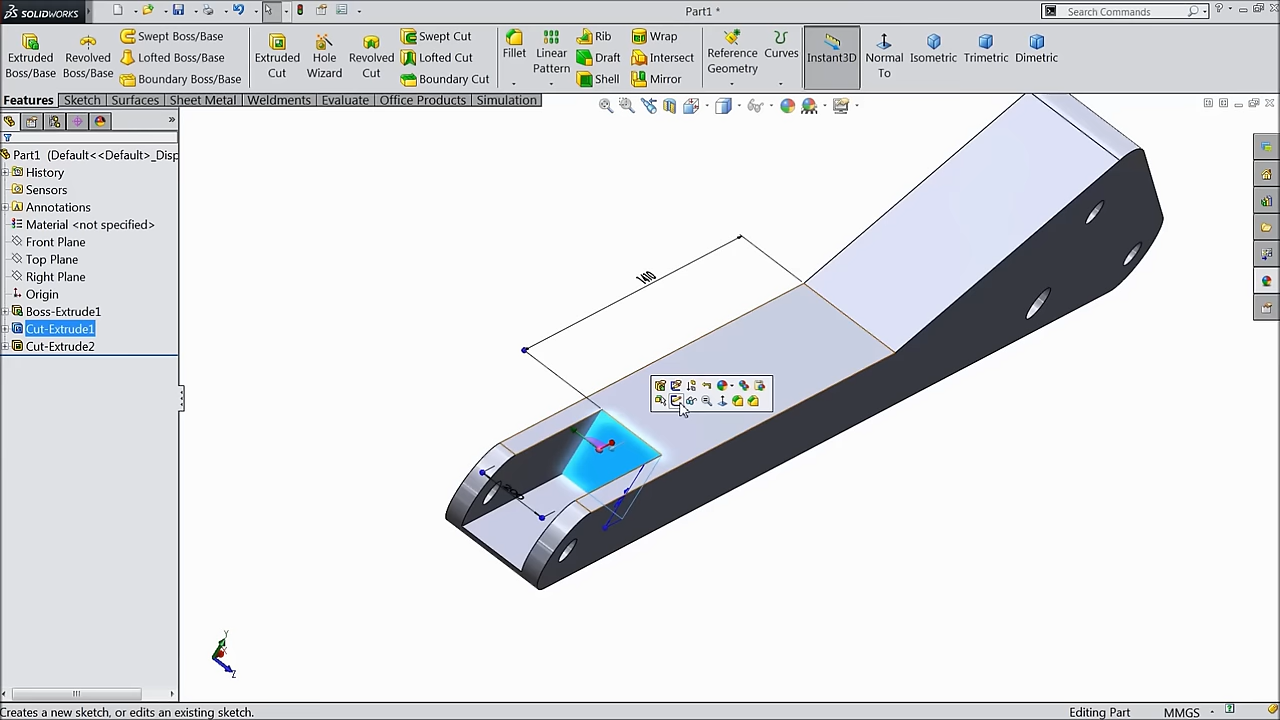 SOLIDWORKS
Part1 *
Search Commands
Extruded Boss/Base
Revolved Boss/Base
Swept Boss/Base
Lofted Boss/Base
Boundary Boss/Base
Extruded Cut
Hole Wizard
Revolved Cut
Swept Cut
Lofted Cut
Boundary Cut
Fillet
Linear Pattern
Rib
Draft
Shell
Wrap
Intersect
Mirror
Reference Geometry
Curves
Instant3D
Normal To
Isometric
Trimetric
Dimetric
Features
Sketch
Surfaces
Sheet Metal
Weldments
Evaluate
Office Products
Simulation
Part1 (Default<<Default>_Disp
History
Sensors
Annotations
Material <not specified>
Front Plane
Top Plane
Right Plane
Origin
Boss-Extrude1
Cut-Extrude1
Cut-Extrude2
1410
200
Y
Z
Creates a new sketch, or edits an existing sketch.
Editing Part
MMGS